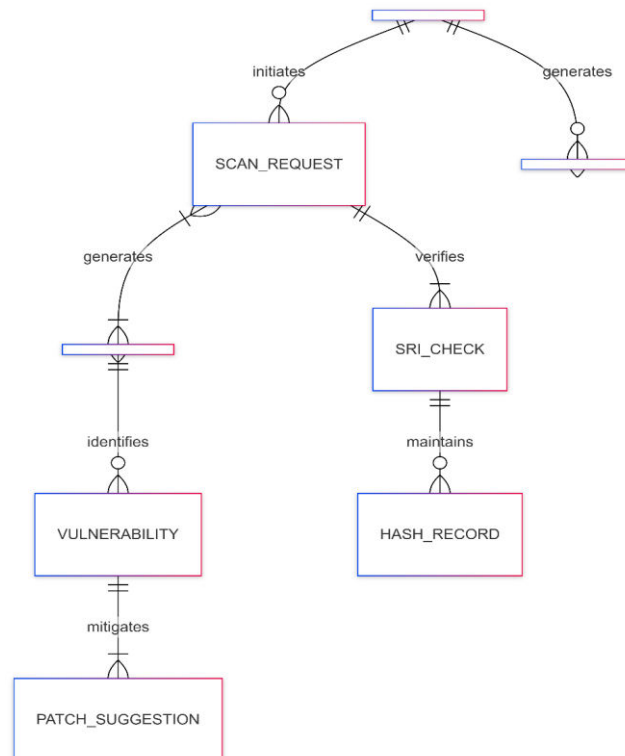 initiates
generates
SCAN_REQUEST
generates
verifies
SRI_CHECK
identifies
maintains
VULNERABILITY
HASH_RECORD
mitigates
PATCH_SUGGESTION